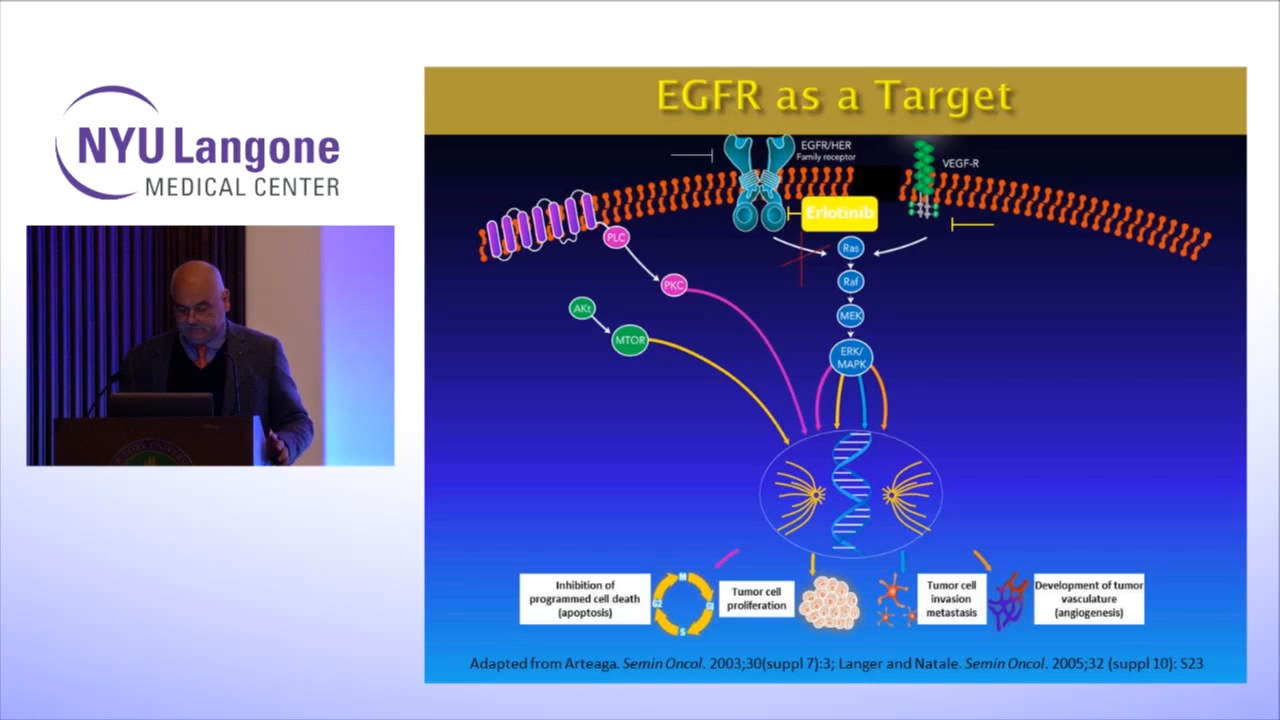 NYU Langone
MEDICAL CENTER
EGFR as a Target
EGFR/HER
Family receptor
VEGF-R
Erlotinib
PLC
Ras
PKC
Raf
AKt
MEK
MTOR
ERK/
MAPK
Inhibition of
programmed cell death
(apoptosis)
M
G2
G1
S
Tumor cell
proliferation
Tumor cell
invasion
metastasis
Development of tumor
vasculature
(angiogenesis)
Adapted from Arteaga. Semin Oncol. 2003;30(suppl 7):3; Langer and Natale. Semin Oncol. 2005;32 (suppl 10): S23